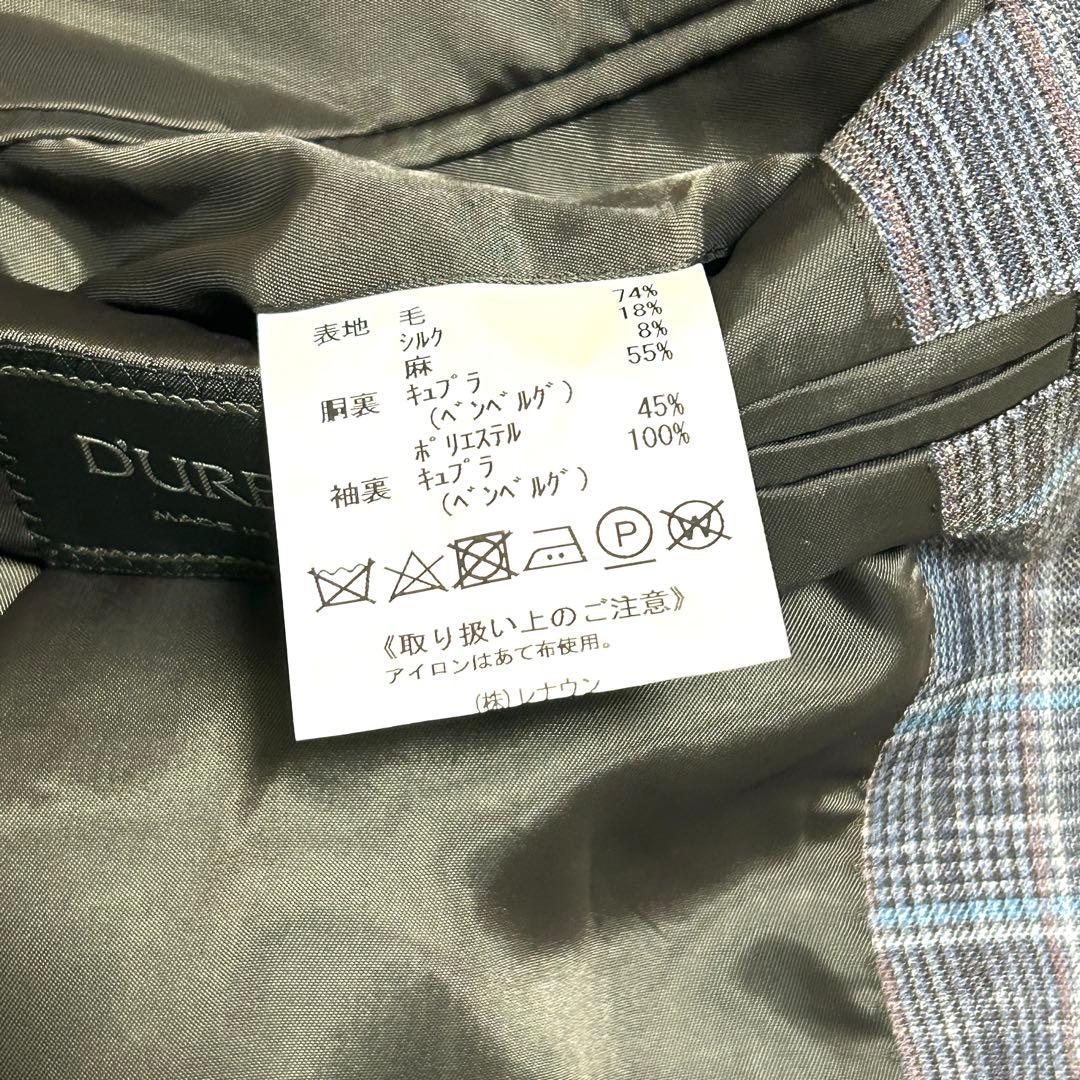 表地 毛 74%
シルク 18%
麻 8%
胴裏 キュプラ 55%
(ベンベルグ)
ポリエステル 45%
袖裏 キュプラ 100%
(ベンベルグ)
P
W
《取り扱い上のご注意》
アイロンはあて布使用。
(株)レナウン
D'URB
MADE